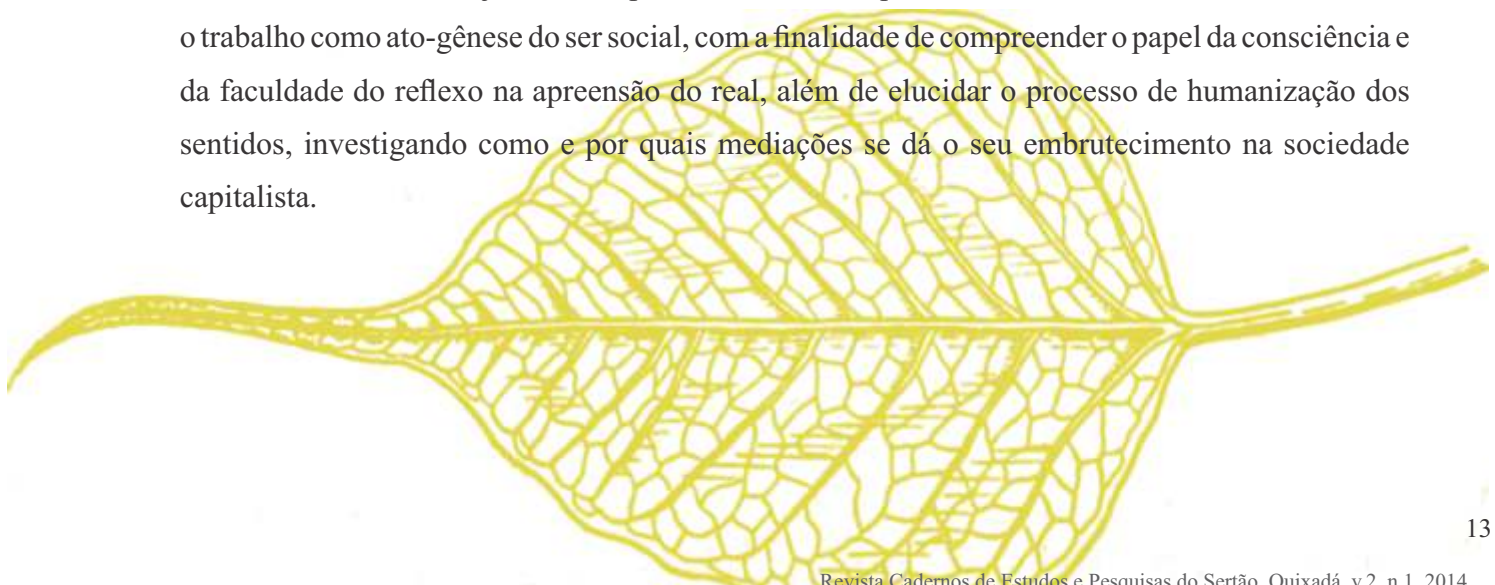 o trabalho como ato-gênese do ser social, com a finalidade de compreender o papel da consciência e
da faculdade do reflexo na apreensão do real, além de elucidar o processo de humanização dos
sentidos, investigando como e por quais mediações se dá o seu embrutecimento na sociedade
capitalista.
13
Revista Cadernos de Estudos e Pesquisas do Sertão, Quixadá, v.2, n.1, 2014